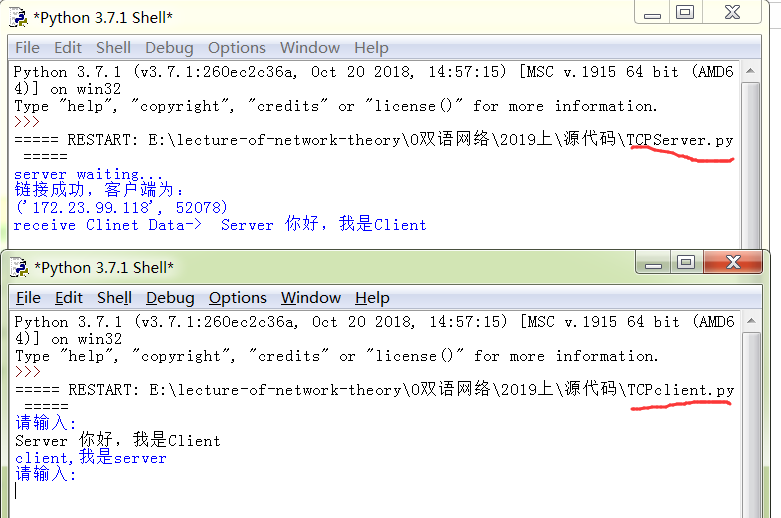 *Python 3.7.1 Shell*
File Edit Shell Debug Options Window Help
Python 3.7.1 (v3.7.1:260ec2c36a, Oct 20 2018, 14:57:15) [MSC v.1915 64 bit (AMD6
4)] on win32
Type "help", "copyright", "credits" or "license()" for more information.
>>>
===== RESTART: E:\lecture-of-network-theory\0双语网络\2019上\源代码\TCPServer.py
=====
server waiting...
链接成功，客户端为：
('172.23.99.118', 52078)
receive Clinet Data->  Server 你好，我是Client
*Python 3.7.1 Shell*
File Edit Shell Debug Options Window Help
Python 3.7.1 (v3.7.1:260ec2c36a, Oct 20 2018, 14:57:15) [MSC v.1915 64 bit (AMD6
4)] on win32
Type "help", "copyright", "credits" or "license()" for more information.
>>>
===== RESTART: E:\lecture-of-network-theory\0双语网络\2019上\源代码\TCPclient.py
=====
请输入:
Server 你好，我是Client
client,我是server
请输入: